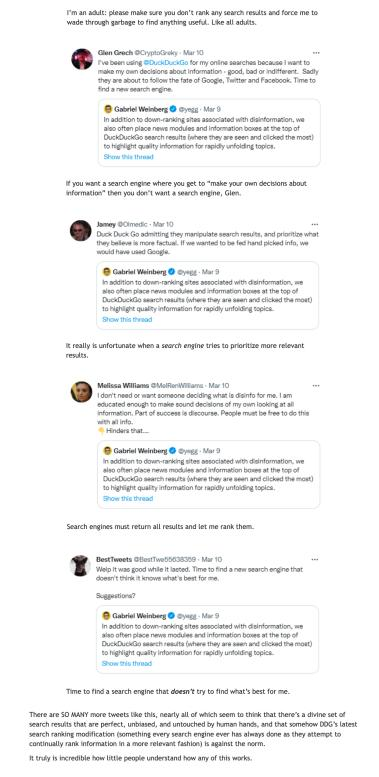 I'm an adult: please make sure you don't rank any search results and force me to
wade through garbage to find anything useful. Like all adults.
Glen Grech @CryptoGreky · Mar 10
I've been using @DuckDuckGo for my online searches because I want to
make my own decisions about information - good, bad or indifferent. Sadly
they are about to follow the fate of Google, Twitter and Facebook. Time to
find a new search engine.
Gabriel Weinberg @yegg · Mar 9
In addition to down-ranking sites associated with disinformation, we
also often place news modules and information boxes at the top of
DuckDuckGo search results (where they are seen and clicked the most)
to highlight quality information for rapidly unfolding topics.
Show this thread
If you want a search engine where you get to "make your own decisions about
information" then you don't want a search engine, Glen.
Jamey @Olmedic · Mar 10
Duck Duck Go admitting they manipulate search results, and prioritize what
they believe is more factual. If we wanted to be fed hand picked info, we
would have used Google.
Gabriel Weinberg @yegg · Mar 9
In addition to down-ranking sites associated with disinformation, we
also often place news modules and information boxes at the top of
DuckDuckGo search results (where they are seen and clicked the most)
to highlight quality information for rapidly unfolding topics.
Show this thread
It really is unfortunate when a search engine tries to prioritize more relevant
results.
Melissa Williams @MelRenWilliams · Mar 10
I don't need or want someone deciding what is disinfo for me. I am
educated enough to make sound decisions of my own looking at all
information. Part of success is discourse. People must be free to do this
with all info.
👇 Hinders that...
Gabriel Weinberg @yegg · Mar 9
In addition to down-ranking sites associated with disinformation, we
also often place news modules and information boxes at the top of
DuckDuckGo search results (where they are seen and clicked the most)
to highlight quality information for rapidly unfolding topics.
Show this thread
Search engines must return all results and let me rank them.
BestTweets @BestTwe55638359 · Mar 10
Welp it was good while it lasted. Time to find a new search engine that
doesn't think it knows what's best for me.
Suggestions?
Gabriel Weinberg @yegg · Mar 9
In addition to down-ranking sites associated with disinformation, we
also often place news modules and information boxes at the top of
DuckDuckGo search results (where they are seen and clicked the most)
to highlight quality information for rapidly unfolding topics.
Show this thread
Time to find a search engine that doesn't try to find what's best for me.
There are SO MANY more tweets like this, nearly all of which seem to think that there's a divine set of
search results that are perfect, unbiased, and untouched by human hands, and that somehow DDG's latest
search ranking modification (something every search engine ever has always done as they attempt to
continually rank information in a more relevant fashion) is against the norm.
It truly is incredible how little people understand how any of this works.